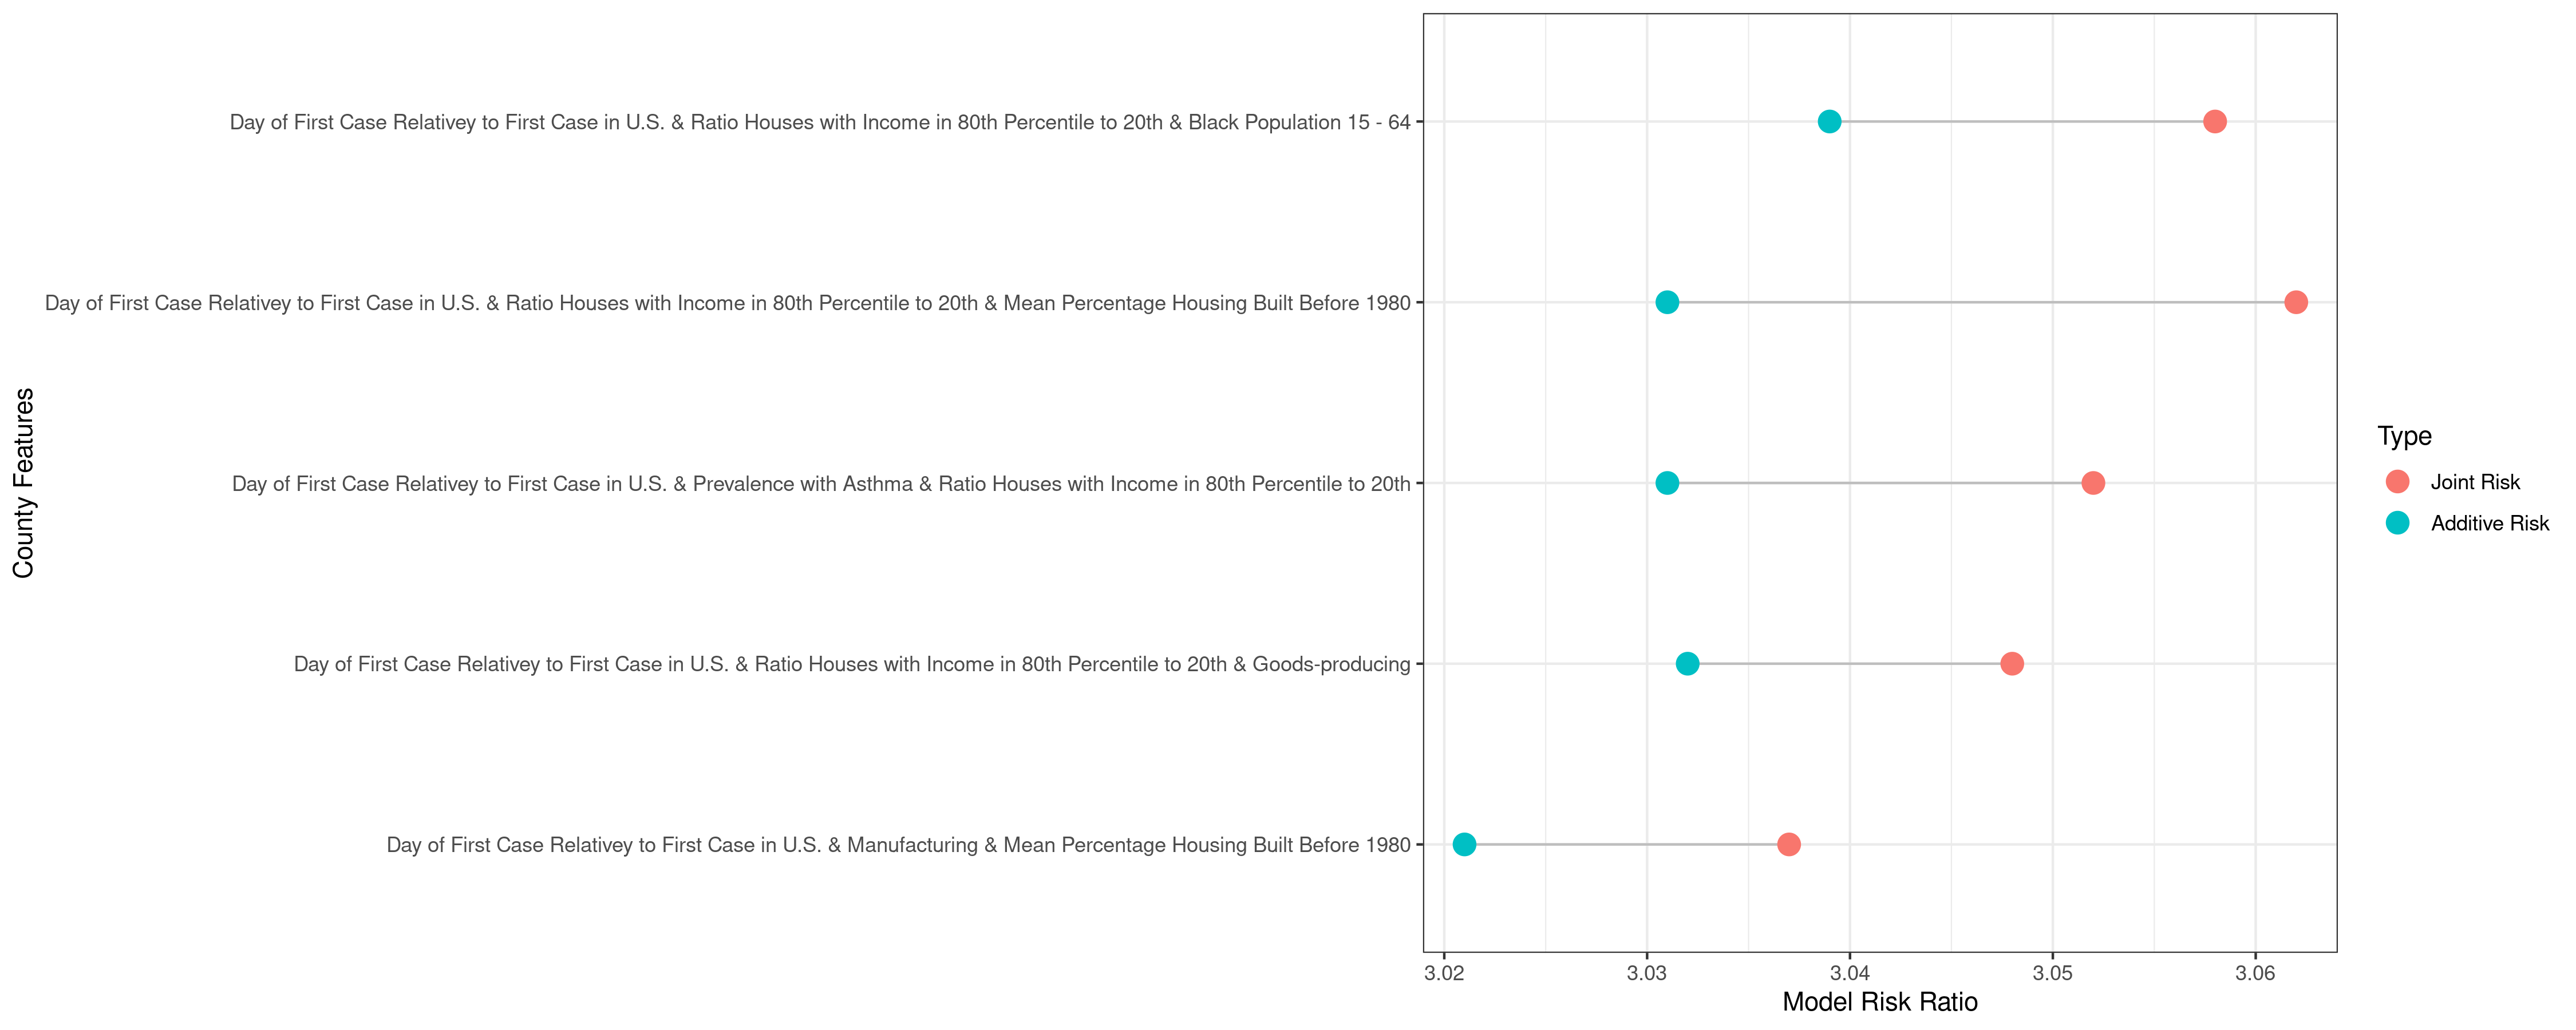 Day of First Case Relativey to First Case in U.S. & Ratio Houses with Income in 80th Percentile to 20th & Black Population 15 - 64
Day of First Case Relativey to First Case in U.S. & Ratio Houses with Income in 80th Percentile to 20th & Mean Percentage Housing Built Before 1980
Day of First Case Relativey to First Case in U.S. & Prevalence with Asthma & Ratio Houses with Income in 80th Percentile to 20th
Day of First Case Relativey to First Case in U.S. & Ratio Houses with Income in 80th Percentile to 20th & Goods-producing
Day of First Case Relativey to First Case in U.S. & Manufacturing & Mean Percentage Housing Built Before 1980
County Features
3.02 3.03 3.04 3.05 3.06
Model Risk Ratio
Type
Joint Risk
Additive Risk